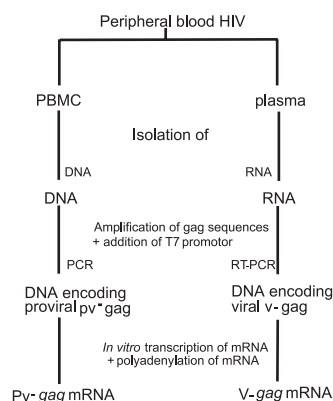 Peripheral blood HIV
PBMC
plasma
Isolation of
DNA
RNA
DNA
RNA
Amplification of gag sequences
+ addition of T7 promotor
PCR
RT-PCR
DNA encoding
proviral pv-gag
DNA encoding
viral v-gag
In vitro transcription of mRNA
+ polyadenylation of mRNA
Pv-gag mRNA
V-gag mRNA